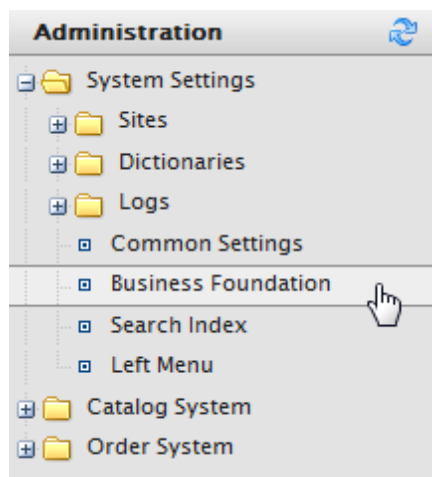 Administration
System Settings
Sites
Dictionaries
Logs
Common Settings
Business Foundation
Search Index
Left Menu
Catalog System
Order System